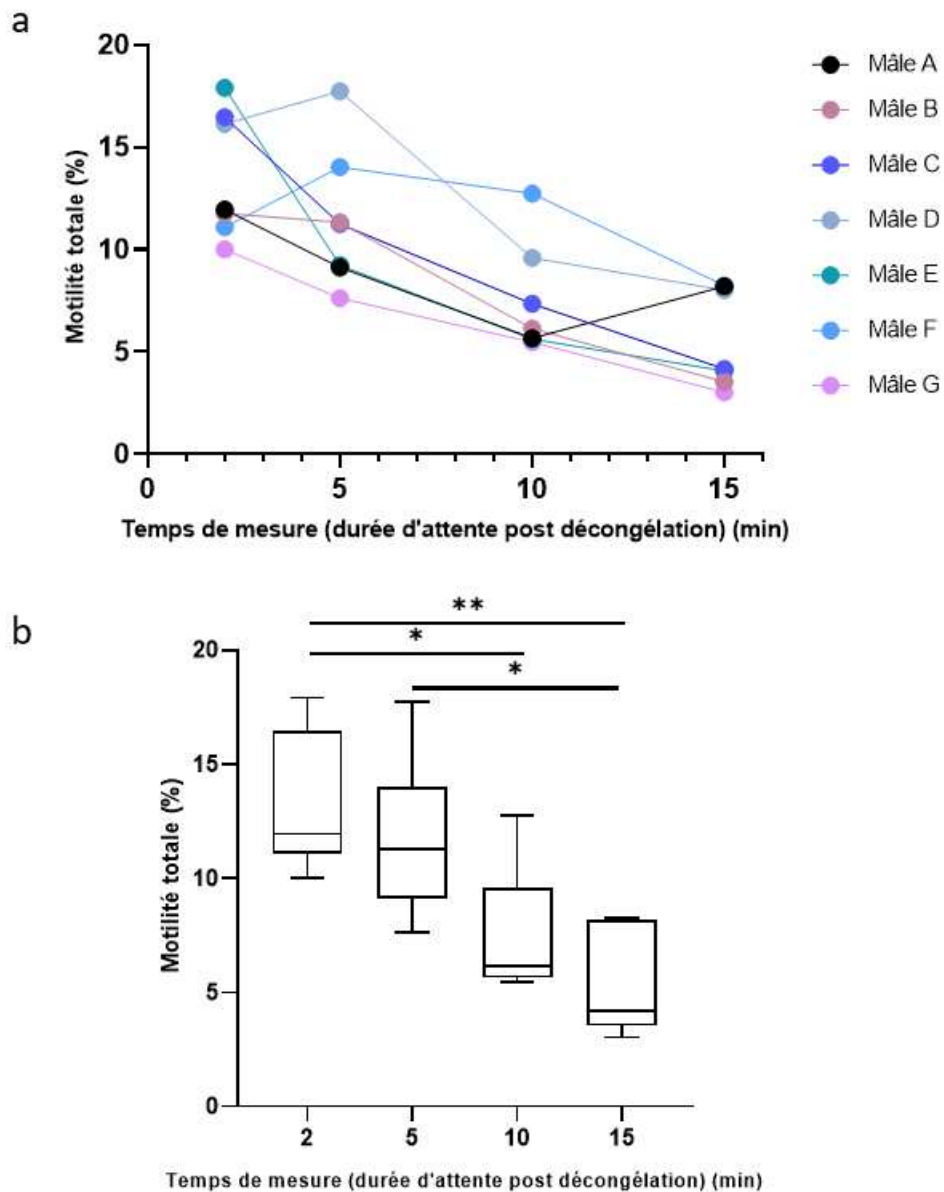 a
20
15
10
5
0
Motilité totale (%)
0 5 10 15
Temps de mesure (durée d'attente post décongélation) (min)
Mâle A
Mâle B
Mâle C
Mâle D
Mâle E
Mâle F
Mâle G
b
**
*
*
20
15
10
5
0
Motilité totale (%)
2 5 10 15
Temps de mesure (durée d'attente post décongélation) (min)